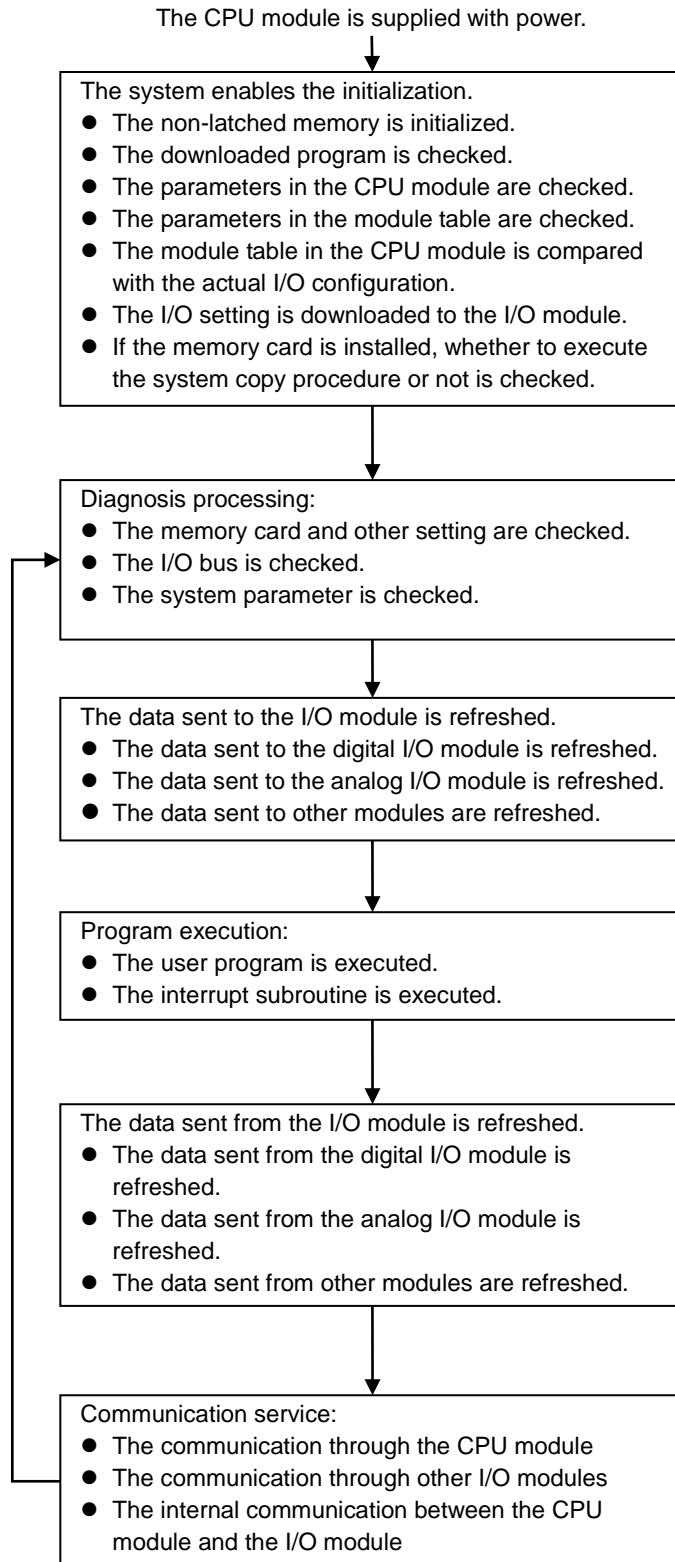 The CPU module is supplied with power.
The system enables the initialization.
● The non-latched memory is initialized.
● The downloaded program is checked.
● The parameters in the CPU module are checked.
● The parameters in the module table are checked.
● The module table in the CPU module is compared
with the actual I/O configuration.
● The I/O setting is downloaded to the I/O module.
● If the memory card is installed, whether to execute
the system copy procedure or not is checked.
Diagnosis processing:
● The memory card and other setting are checked.
● The I/O bus is checked.
● The system parameter is checked.
The data sent to the I/O module is refreshed.
● The data sent to the digital I/O module is refreshed.
● The data sent to the analog I/O module is refreshed.
● The data sent to other modules are refreshed.
Program execution:
● The user program is executed.
● The interrupt subroutine is executed.
The data sent from the I/O module is refreshed.
● The data sent from the digital I/O module is
refreshed.
● The data sent from the analog I/O module is
refreshed.
● The data sent from other modules are refreshed.
Communication service:
● The communication through the CPU module
● The communication through other I/O modules
● The internal communication between the CPU
module and the I/O module